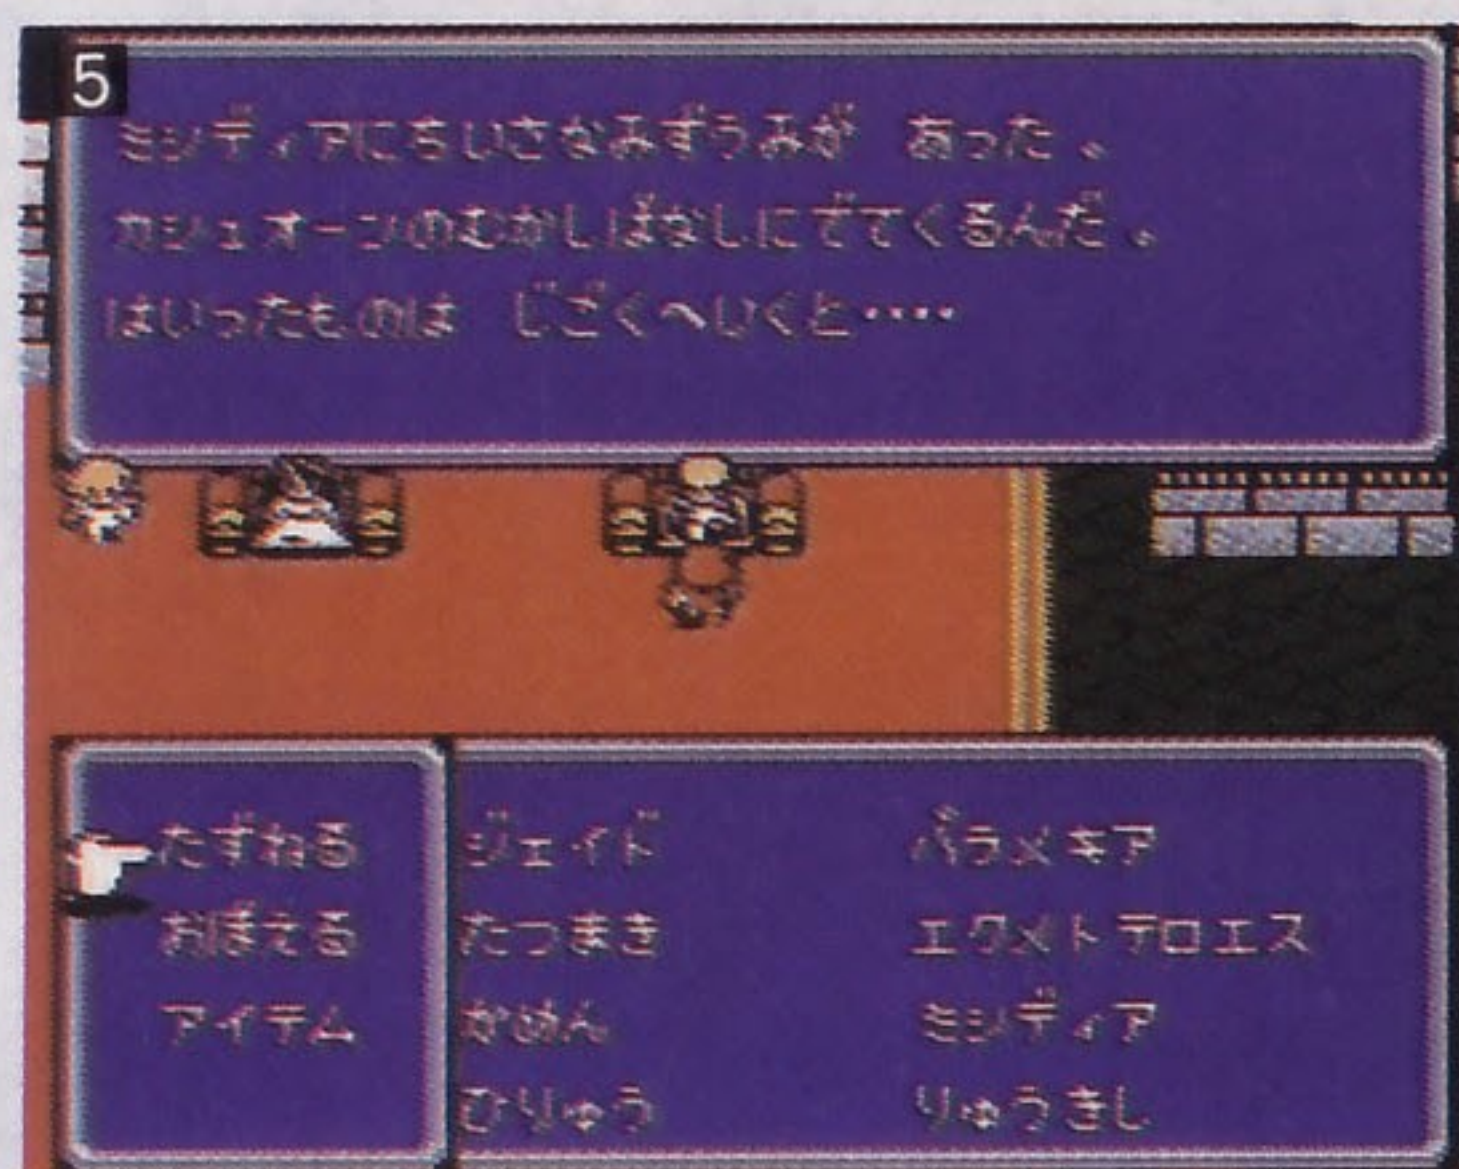 5
ミシディアにちいさなみずうみが あった。
カシュオーンのむかしばなしにでてくるんだ。
はいったものは じごくへいくと‥‥
たずねる
おぼえる
アイテム
ジェイド パラメキア
たつまき エクメトテロエス
かめん ミシディア
ひりゅう りゅうきし